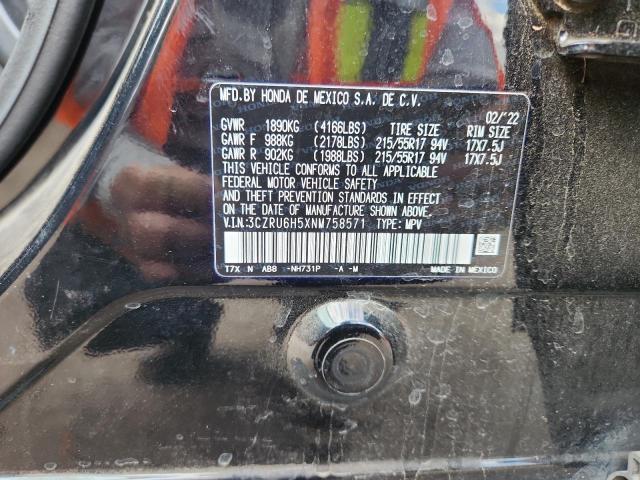 MFD.BY HONDA DE MEXICO S.A. DE C.V.
02/'22
GVWR 1890KG (4166LBS) TIRE SIZE RIM SIZE
GAWR F 988KG (2178LBS) 215/55R17 94V 17X7.5J
GAWR R 902KG (1988LBS) 215/55R17 94V 17X7.5J
THIS VEHICLE CONFORMS TO ALL APPLICABLE
FEDERAL MOTOR VEHICLE SAFETY
AND THEFT PREVENTION STANDARDS IN EFFECT
ON THE DATE OF MANUFACTURE SHOWN ABOVE.
V.I.N.:3CZRU6H5XNM758571 TYPE: MPV
T7X N AB8 -NH731P -A -M MADE IN MEXICO